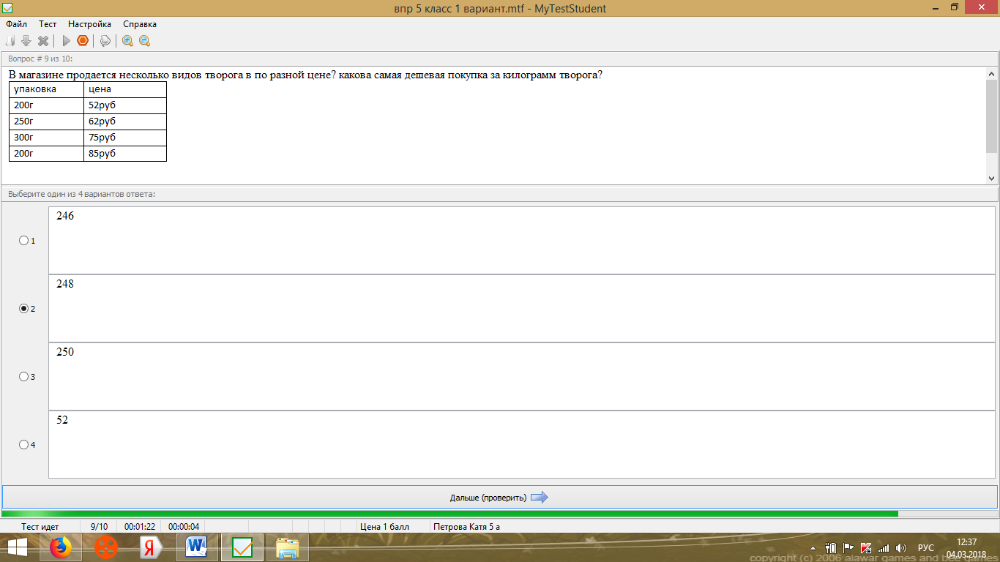 впр 5 класс 1 вариант.mtf - MyTestStudent
Файл Тест Настройка Справка
Вопрос # 9 из 10:
В магазине продается несколько видов творога в по разной цене? какова самая дешевая покупка за килограмм творога?
упаковка цена
200г 52руб
250г 62руб
300г 75руб
200г 85руб
Выберите один из 4 вариантов ответа:
246
1
248
2
250
3
52
4
Дальше (проверить)
Тест идет 9/10 00:01:22 00:00:04 Цена 1 балл Петрова Катя 5 а
РУС 12:37
04.03.2018
copyright (c) 2006 alawar games and bee games